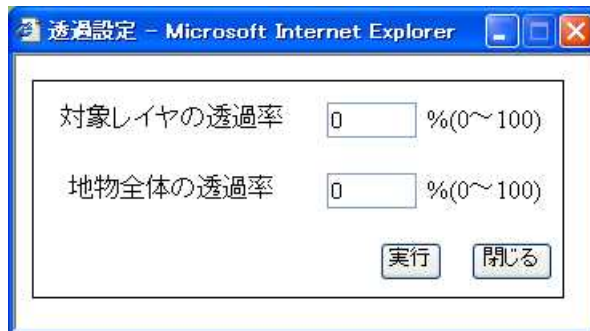 透過設定 - Microsoft Internet Explorer
対象レイヤの透過率 0 %(0～100)
地物全体の透過率 0 %(0～100)
実行 閉じる